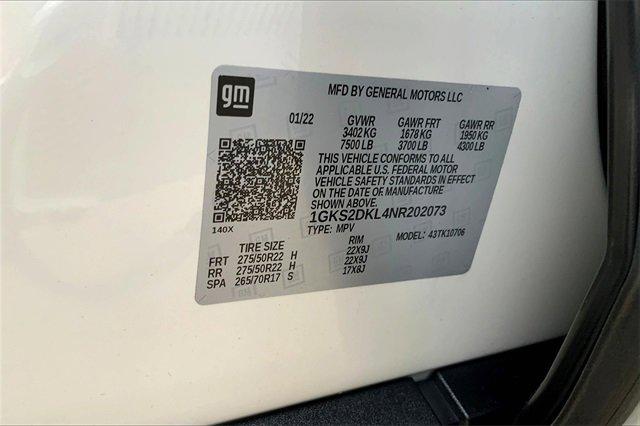 gm
MFD BY GENERAL MOTORS LLC
01/22 GVWR GAWR FRT GAWR RR
3402 KG 1678 KG 1950 KG
7500 LB 3700 LB 4300 LB
THIS VEHICLE CONFORMS TO ALL
APPLICABLE U.S. FEDERAL MOTOR
VEHICLE SAFETY STANDARDS IN EFFECT
ON THE DATE OF MANUFACTURE
SHOWN ABOVE.
1GKS2DKL4NR202073
140X
TYPE: MPV MODEL: 43TK10706
TIRE SIZE RIM
FRT 275/50R22 H 22X9J
RR 275/50R22 H 22X9J
SPA 265/70R17 S 17X8J